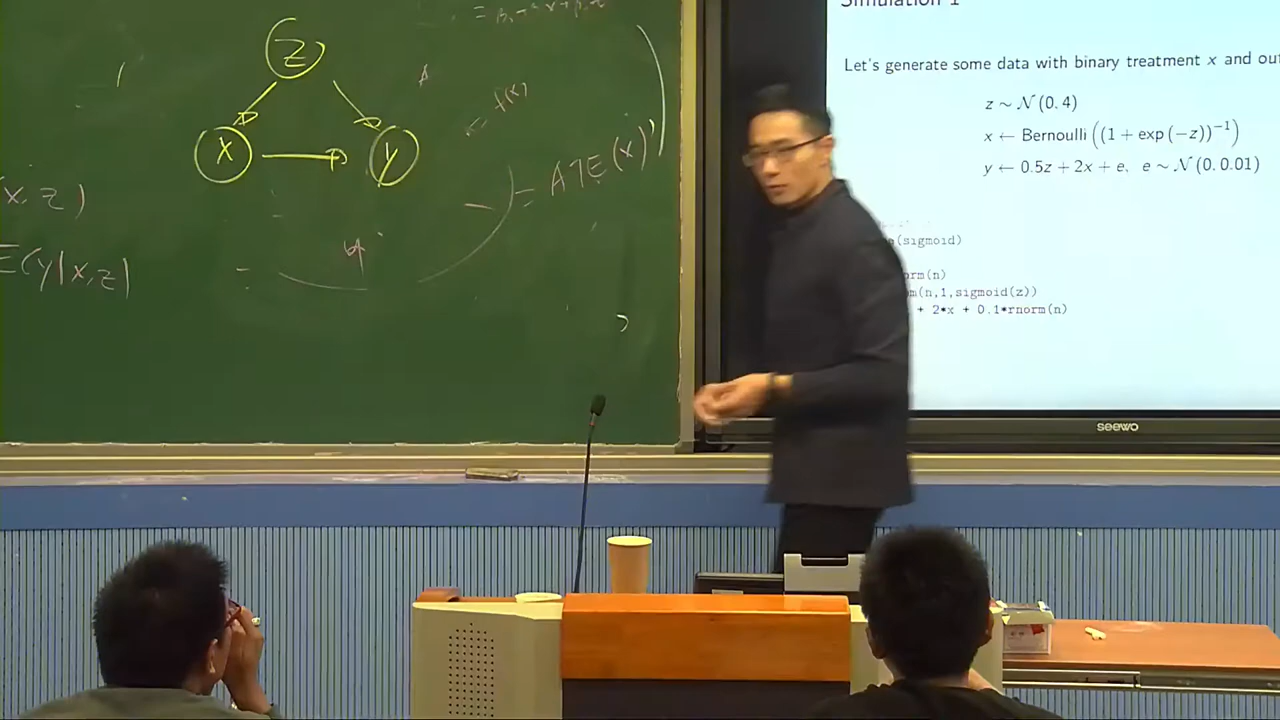 z
x
y
f(x)
= ATE(x)
x, z)
E(y|x,z)
Simulation 1
Let's generate some data with binary treatment x and ou
z ∼ N (0, 4)
x ← Bernoulli ((1 + exp (−z))⁻¹)
y ← 0.5z + 2x + e, e ∼ N (0, 0.01)
(sigmoid)
orm(n)
m(n,1,sigmoid(z))
+ 2*x + 0.1*rnorm(n)
seewo